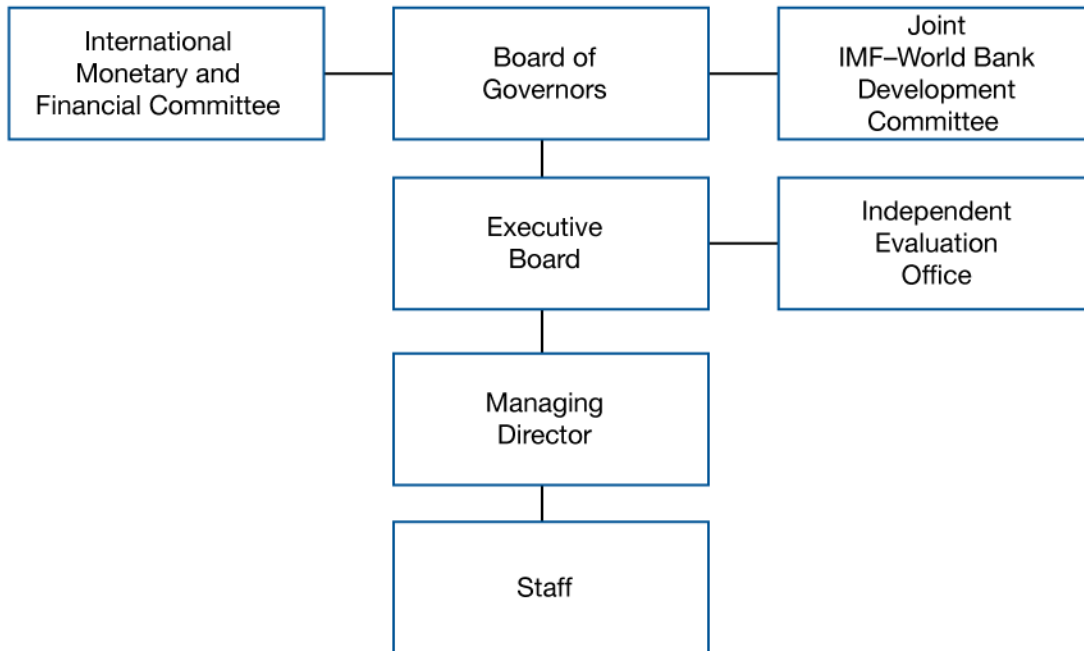 International
Monetary and
Financial Committee
Board of
Governors
Joint
IMF–World Bank
Development
Committee
Executive
Board
Independent
Evaluation
Office
Managing
Director
Staff